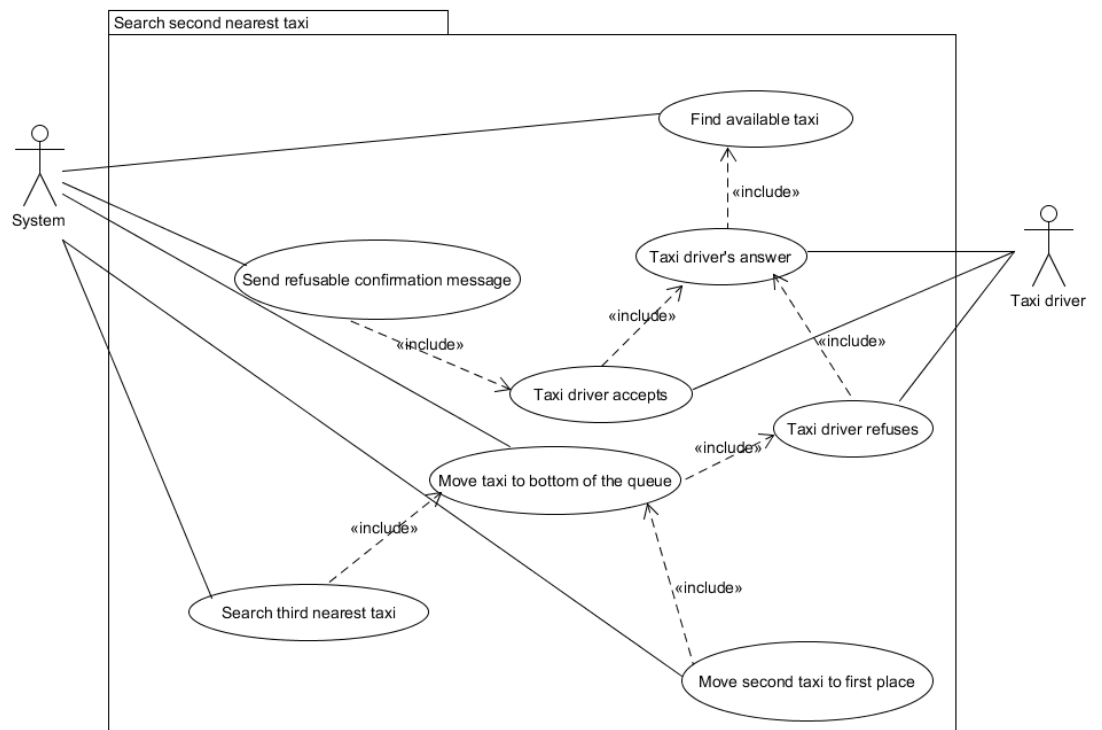 Search second nearest taxi
Find available taxi
«include»
System
Taxi driver's answer
Taxi driver
Send refusable confirmation message
«include»
«include»
«include»
Taxi driver accepts
Taxi driver refuses
«include»
Move taxi to bottom of the queue
«include»
«include»
Search third nearest taxi
Move second taxi to first place